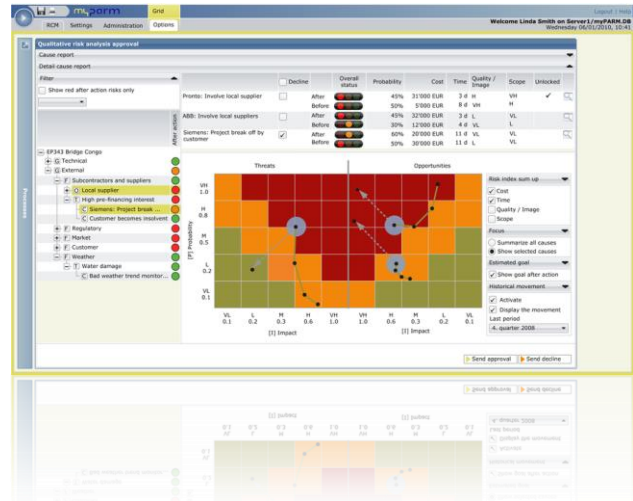 myparm
Grid
Logout | Help
RCM Settings Administration Options
Welcome Linda Smith on Server1/myPARM.DB
Wednesday 06/01/2010, 10:41
Qualitative risk analysis approval
Cause report
Detail cause report
Filter
Show red after action risks only
After action
Decline Overall status Probability Cost Time Quality / Image Scope Unlocked
Pronto: Involve local supplier After 45% 31'000 EUR 3 d H VH
Before 50% 5'000 EUR 8 d VH H
ABB: Involve local suppliers After 45% 32'000 EUR 3 d L VL
Before 30% 12'000 EUR 4 d VL L
Siemens: Project break off by customer After 60% 20'000 EUR 11 d VL VL
Before 50% 30'000 EUR 11 d L VL
EP343 Bridge Congo
G Technical
G External
F Subcontractors and suppliers
Local supplier
T High pre-financing interest
C Siemens: Project break ...
C Customer becomes insolvent
F Regulatory
F Market
F Customer
F Weather
T Water damage
C Bad weather trend monitor...
Processes
Threats Opportunities
[P] Probability
VH 1.0
H 0.8
M 0.5
L 0.2
VL 0.1
VL L M H VH VH H M L VL
0.1 0.2 0.3 0.6 1.0 1.0 0.6 0.3 0.2 0.1
[I] Impact [I] Impact
Risk index sum up
Cost
Time
Quality / Image
Scope
Focus
Summarize all causes
Show selected causes
Estimated goal
Show goal after action
Historical movement
Activate
Display the movement
Last period
4. quarter 2008
Send approval Send decline